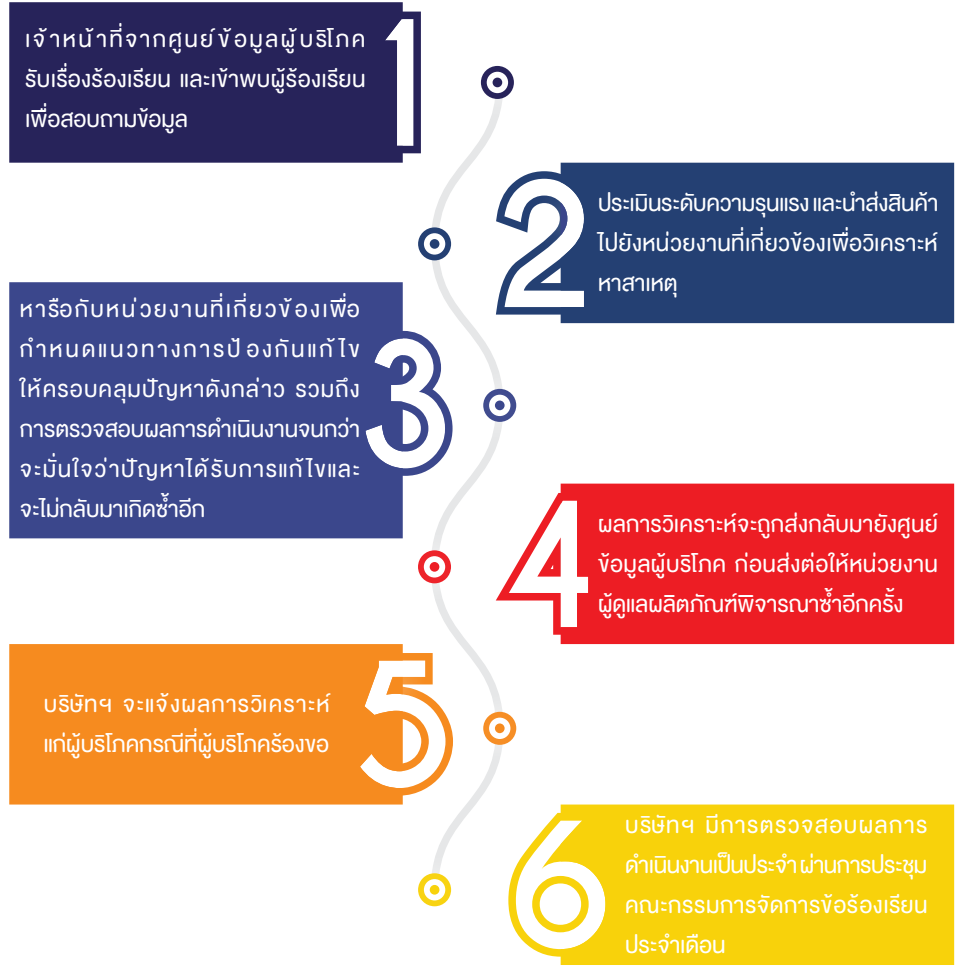 1
เจ้าหน้าที่จากศูนย์ข้อมูลผู้บริโภค
รับเรื่องร้องเรียน และเข้าพบผู้ร้องเรียน
เพื่อสอบถามข้อมูล
2
ประเมินระดับความรุนแรง และนำส่งสินค้า
ไปยังหน่วยงานที่เกี่ยวข้องเพื่อวิเคราะห์
หาสาเหตุ
3
หารือกับหน่วยงานที่เกี่ยวข้องเพื่อ
กำหนดแนวทางการป้องกันแก้ไข
ให้ครอบคลุมปัญหาดังกล่าว รวมถึง
การตรวจสอบผลการดำเนินงานจนกว่า
จะมั่นใจว่าปัญหาได้รับการแก้ไขและ
จะไม่กลับมาเกิดซ้ำอีก
4
ผลการวิเคราะห์จะถูกส่งกลับมายังศูนย์
ข้อมูลผู้บริโภค ก่อนส่งต่อให้หน่วยงาน
ผู้ดูแลผลิตภัณฑ์พิจารณาซ้ำอีกครั้ง
5
บริษัทฯ จะแจ้งผลการวิเคราะห์
แก่ผู้บริโภคกรณีที่ผู้บริโภคร้องขอ
6
บริษัทฯ มีการตรวจสอบผลการ
ดำเนินงานเป็นประจำ ผ่านการประชุม
คณะกรรมการจัดการข้อร้องเรียน
ประจำเดือน